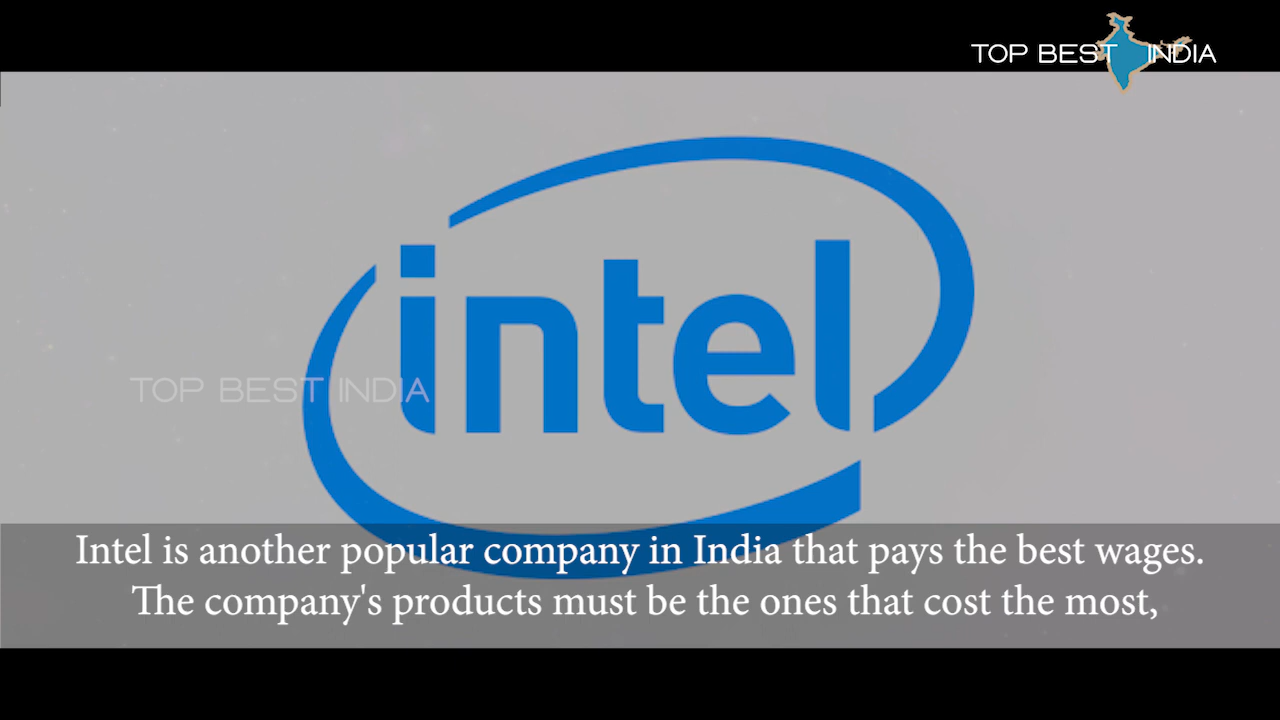 TOP BEST INDIA
intel
TOP BEST INDIA
Intel is another popular company in India that pays the best wages.
The company's products must be the ones that cost the most,